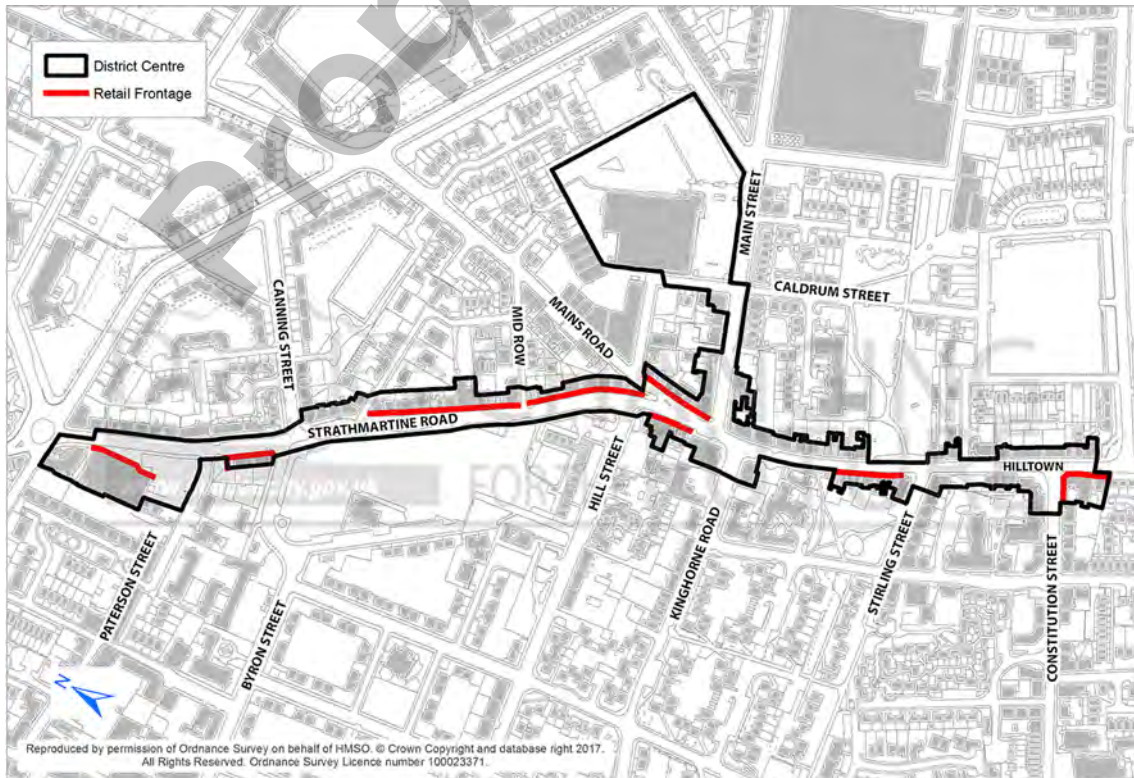 Prop
District Centre
Retail Frontage
MAIN STREET
CALDRUM STREET
CANNING STREET
MID ROW
MAINS ROAD
STRATHMARTINE ROAD
HILLTOWN
HILL STREET
KINGHORNE ROAD
STIRLING STREET
CONSTITUTION STREET
PATERSON STREET
BYRON STREET
N
Reproduced by permission of Ordnance Survey on behalf of HMSO. © Crown Copyright and database right 2017.
All Rights Reserved. Ordnance Survey Licence number 100023371.